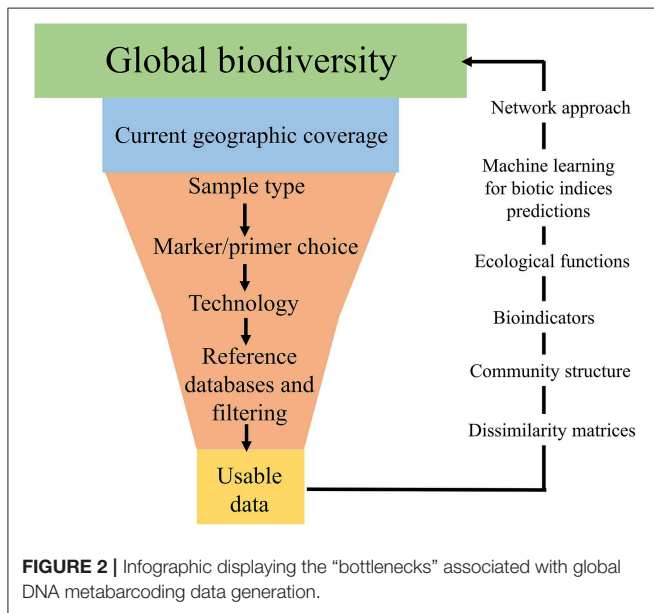 Global biodiversity
Current geographic coverage
Sample type
Marker/primer choice
Technology
Reference
databases and
filtering
Usable
data
Network approach
Machine learning
for biotic indices
predictions
Ecological functions
Bioindicators
Community structure
Dissimilarity matrices
FIGURE 2 | Infographic displaying the “bottlenecks” associated with global
DNA metabarcoding data generation.